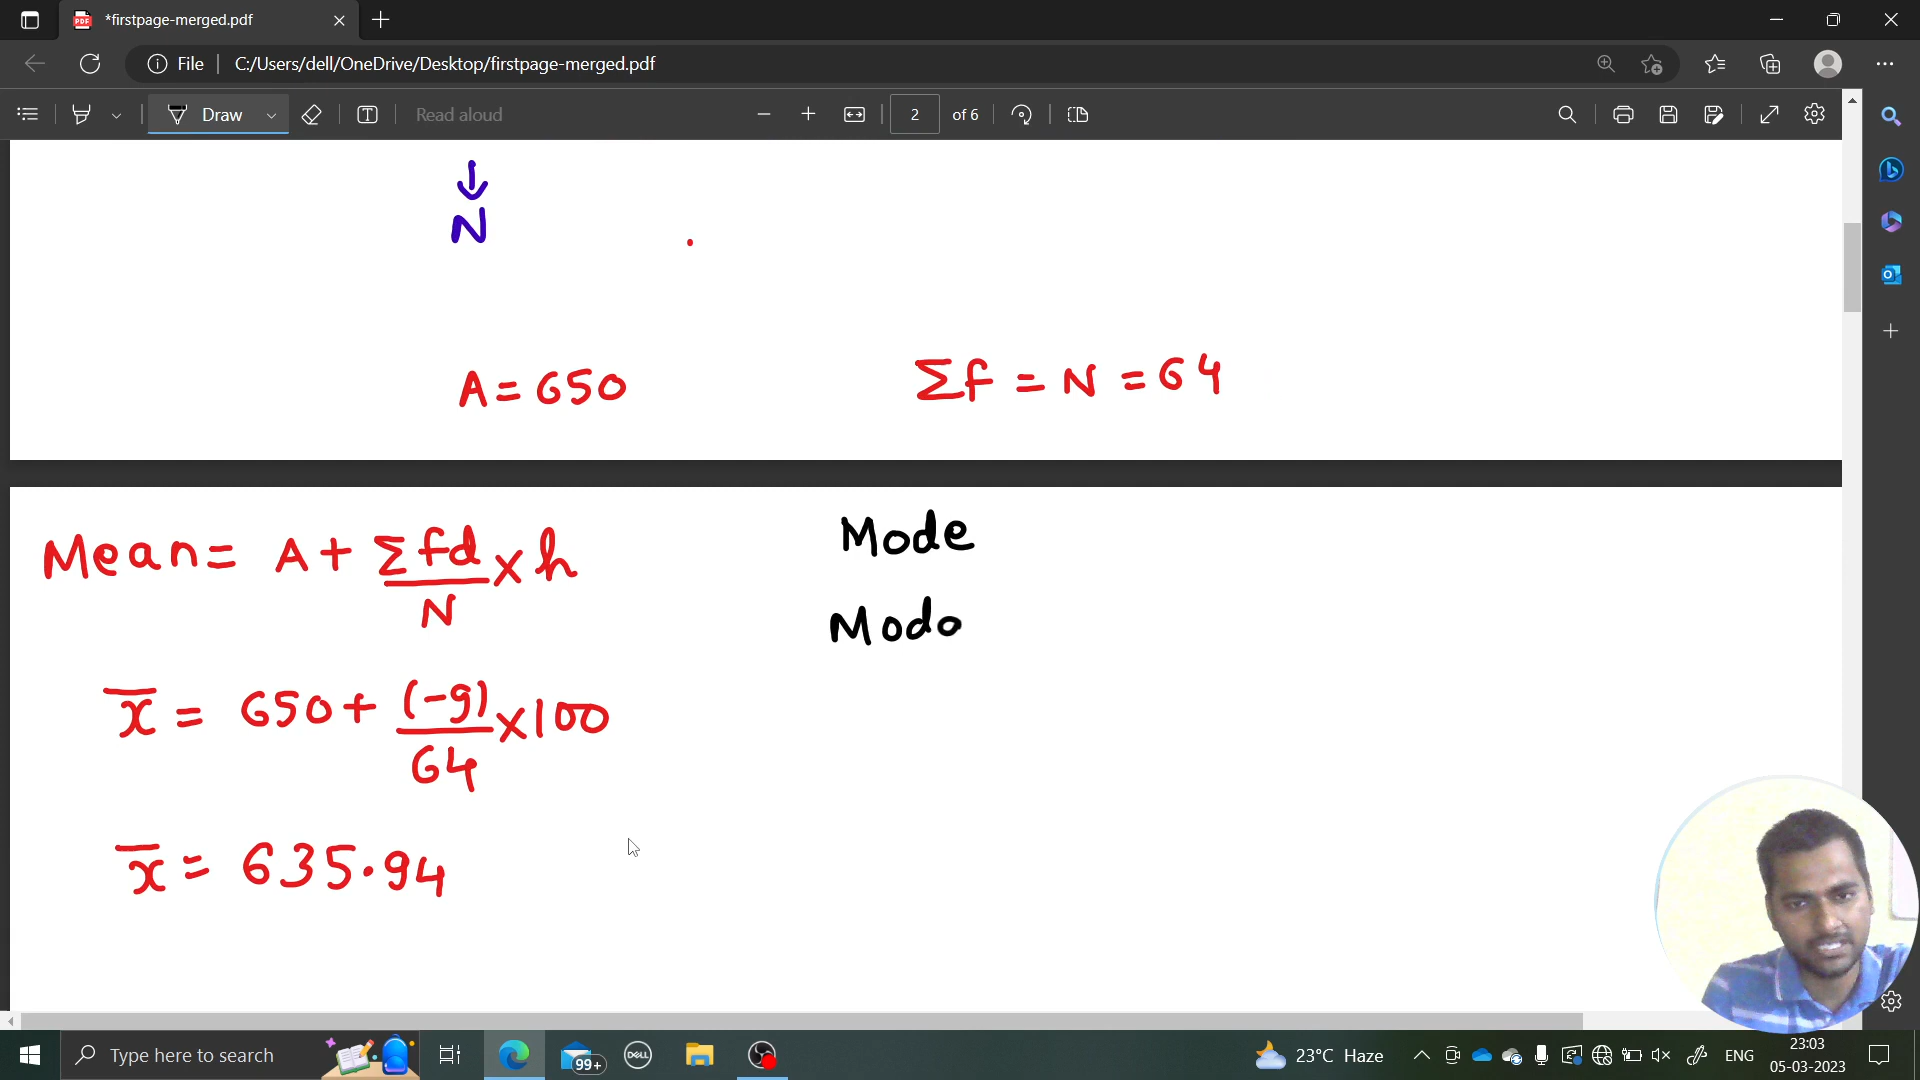 *firstpage-merged.pdf
File C:/Users/dell/OneDrive/Desktop/firstpage-merged.pdf
Draw Read aloud 2 of 6
↓
N
A = 650 Σf = N = 64
Mean = A + Σfd/N × h
Mode
Modo
x̄ = 650 + (-9)/64 × 100
x̄ = 635.94
Type here to search 99+ DELL 23°C Haze ENG 23:03
05-03-2023